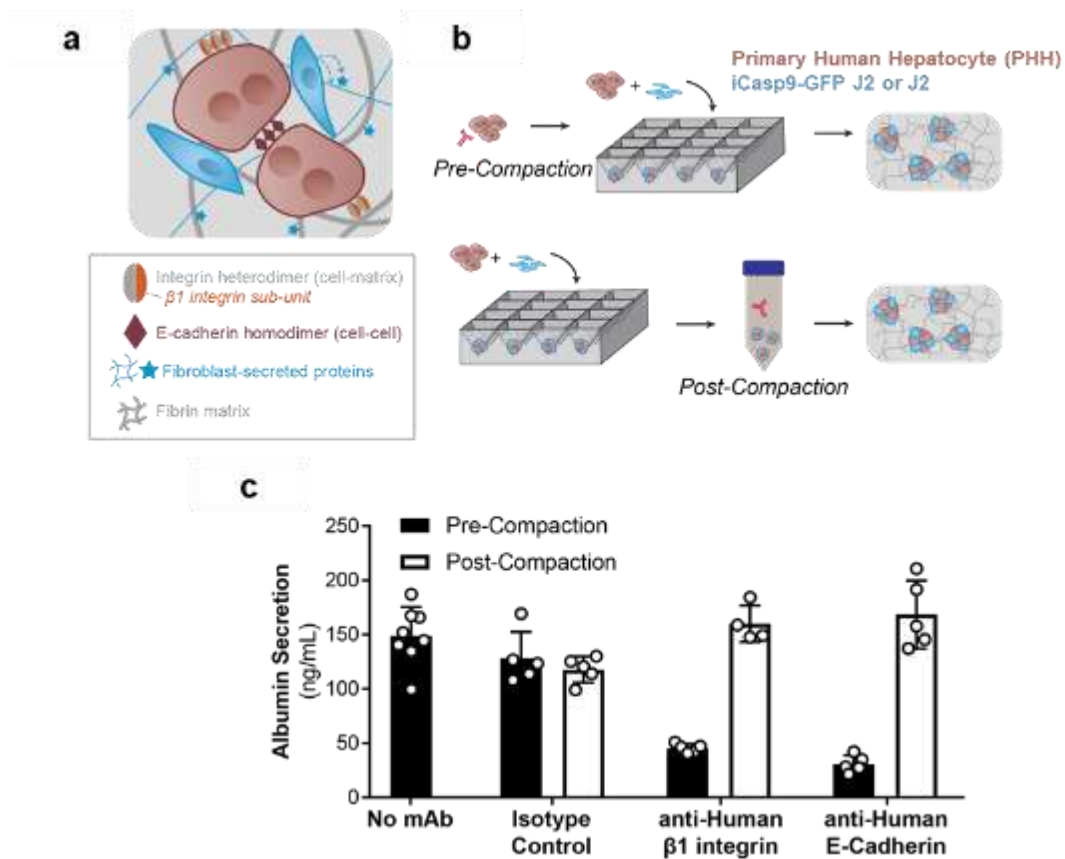 a
Integrin heterodimer (cell-matrix)
β1 integrin sub-unit
E-cadherin homodimer (cell-cell)
Fibroblast-secreted proteins
Fibrin matrix
b
Primary Human Hepatocyte (PHH)
iCasp9-GFP J2 or J2
+
Pre-Compaction
+
Post-Compaction
c
Pre-Compaction
Post-Compaction
Albumin Secretion
(ng/mL)
250
200
150
100
50
0
No mAb
Isotype
Control
anti-Human
β1 integrin
anti-Human
E-Cadherin